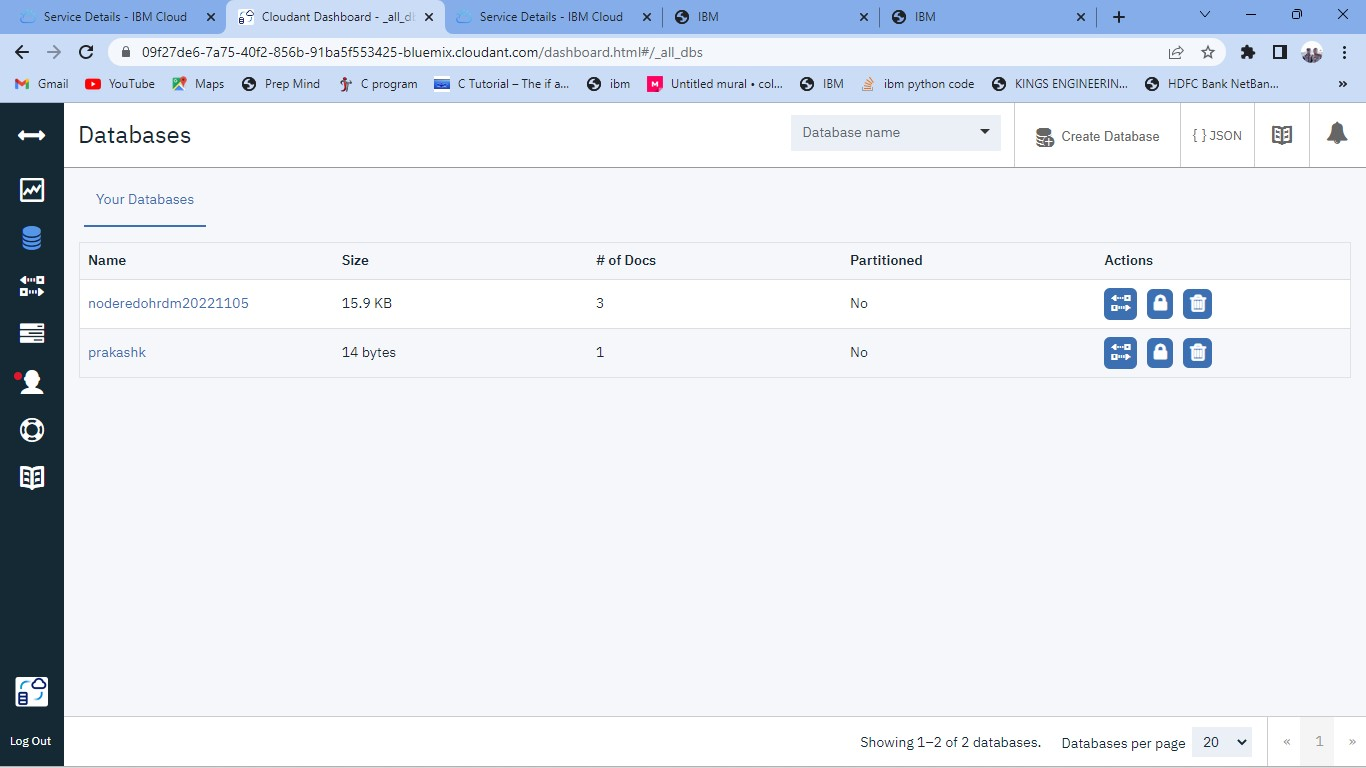 Service Details - IBM Cloud
Cloudant Dashboard - _all_db
Service Details - IBM Cloud
IBM
IBM
09f27de6-7a75-40f2-856b-91ba5f553425-bluemix.cloudant.com/dashboard.html#/_all_dbs
Gmail
YouTube
Maps
Prep Mind
C program
C Tutorial – The if a...
ibm
Untitled mural • col...
IBM
ibm python code
KINGS ENGINEERIN...
HDFC Bank NetBan...
»
Databases
Database name
Create Database
{ } JSON
Your Databases
Name Size # of Docs Partitioned Actions
noderedohrdm20221105 15.9 KB 3 No
prakashk 14 bytes 1 No
Log Out
Showing 1–2 of 2 databases. Databases per page 20 « 1 »